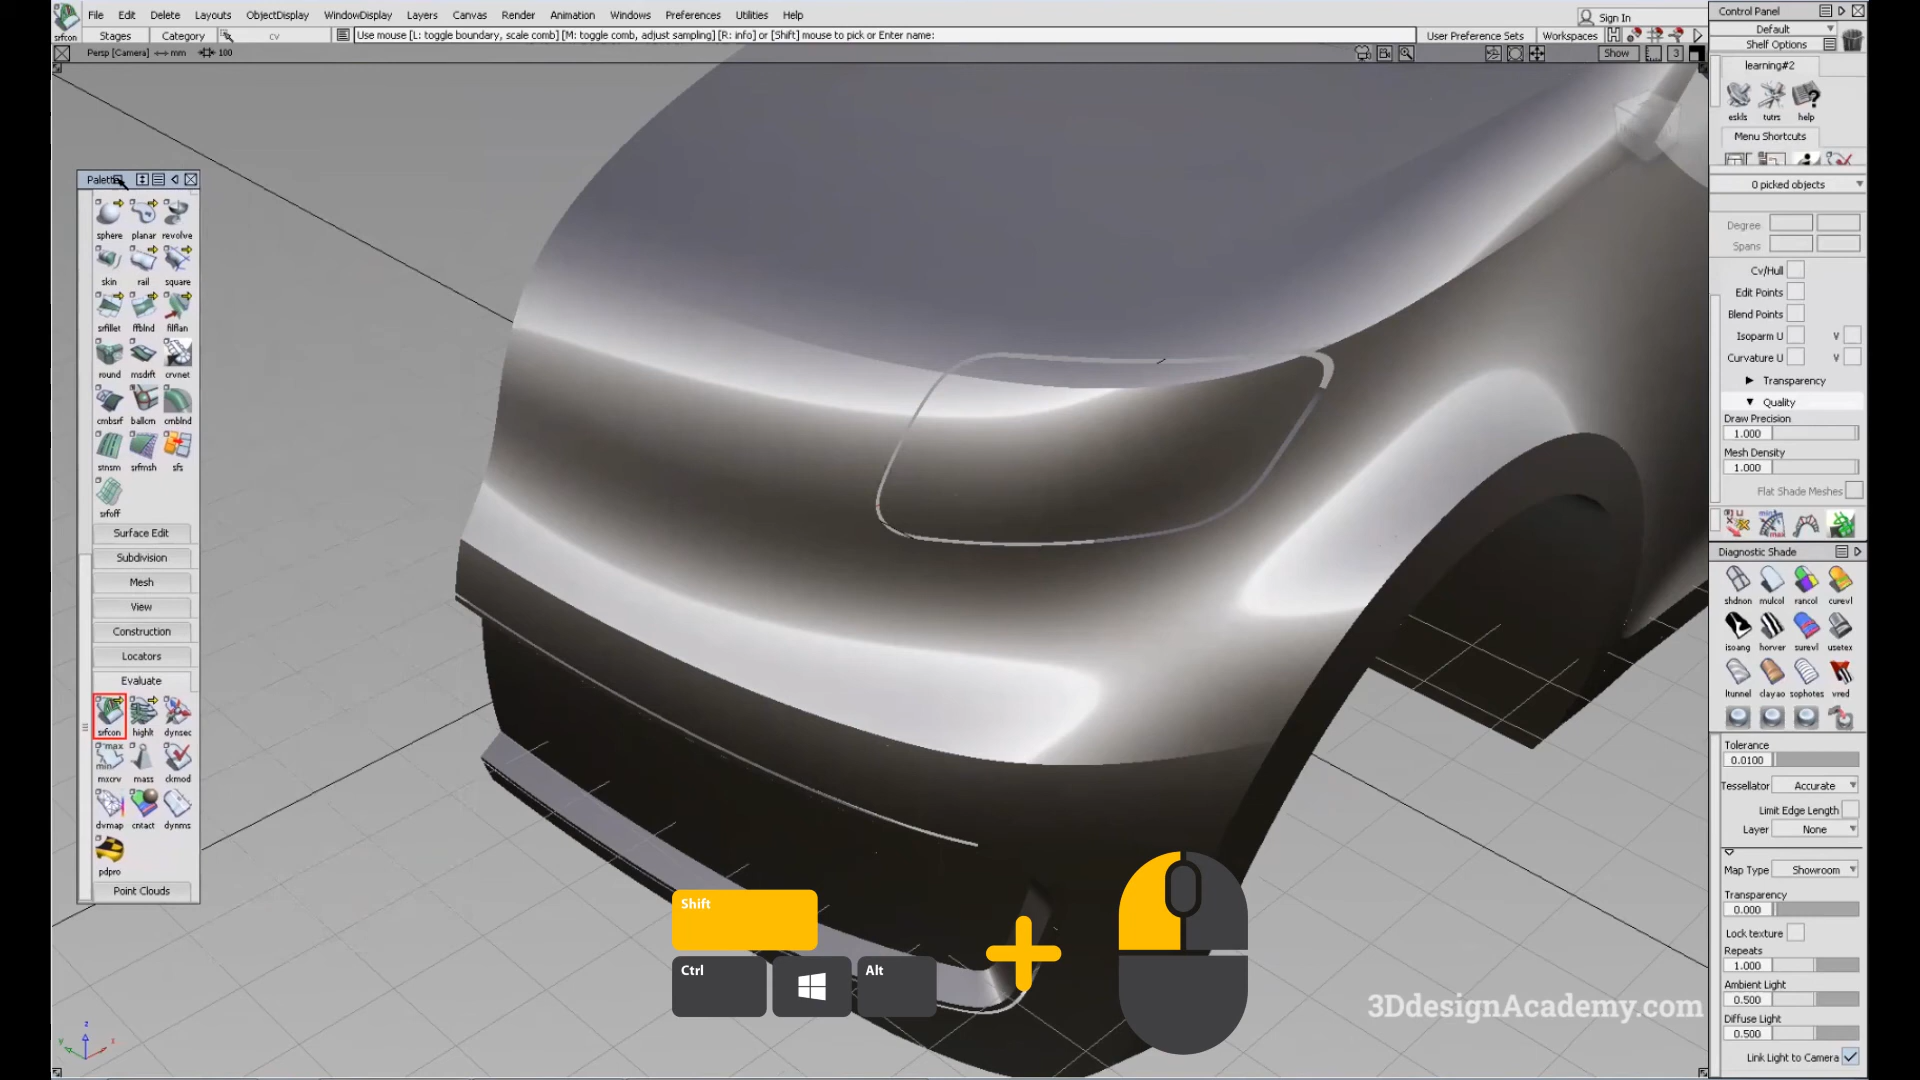 File Edit Delete Layouts ObjectDisplay WindowDisplay Layers Canvas Render Animation Windows Preferences Utilities Help
Sign In
srfcon
Stages Category cv
Use mouse [L: toggle boundary, scale comb] [M: toggle comb, adjust sampling] [R: info] or [Shift] mouse to pick or Enter name:
User Preference Sets Workspaces
Persp [Camera] mm 100
Show 3
Palette
sphere planar revolve
skin rail square
srfillet ffblnd filflan
round msdrft crvnet
cmbsrf ballcrn cmblnd
stnsm srfmsh sfs
srfoff
Surface Edit
Subdivision
Mesh
View
Construction
Locators
Evaluate
srfcon highlt dynsec
max
min
mxcrv mass ckmod
dvmap cntact dynms
pdpro
Point Clouds
Control Panel
Default
Shelf Options
learning#2
eskls tutrs help
Menu Shortcuts
0 picked objects
Degree
Spans
Cv/Hull
Edit Points
Blend Points
Isoparm U V
Curvature U V
Transparency
Quality
Draw Precision
1.000
Mesh Density
1.000
Flat Shade Meshes
Diagnostic Shade
shdnon mulcol rancol curevl
isoang horver surevl usetex
ltunnel clayao sophotes vred
Tolerance
0.0100
Tessellator Accurate
Limit Edge Length
Layer None
Map Type Showroom
Transparency
0.000
Lock texture
Repeats
1.000
Ambient Light
0.500
Diffuse Light
0.500
Link Light to Camera
Shift
Ctrl Alt
3DdesignAcademy.com
z
y x